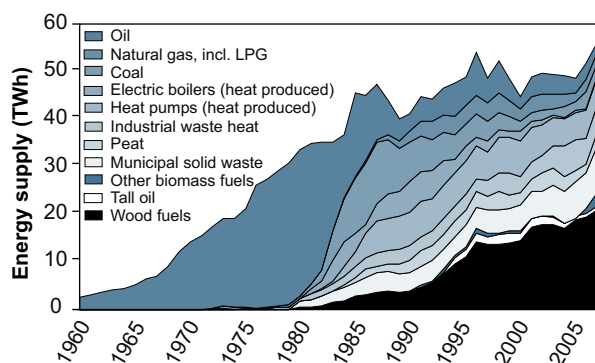 Energy supply (TWh)
60
50
40
30
20
10
0
Oil
Natural gas, incl. LPG
Coal
Electric boilers (heat produced)
Heat pumps (heat produced)
Industrial waste heat
Peat
Municipal solid waste
Other biomass fuels
Tall oil
Wood fuels
1960
1965
1970
1975
1980
1985
1990
1995
2000
2005